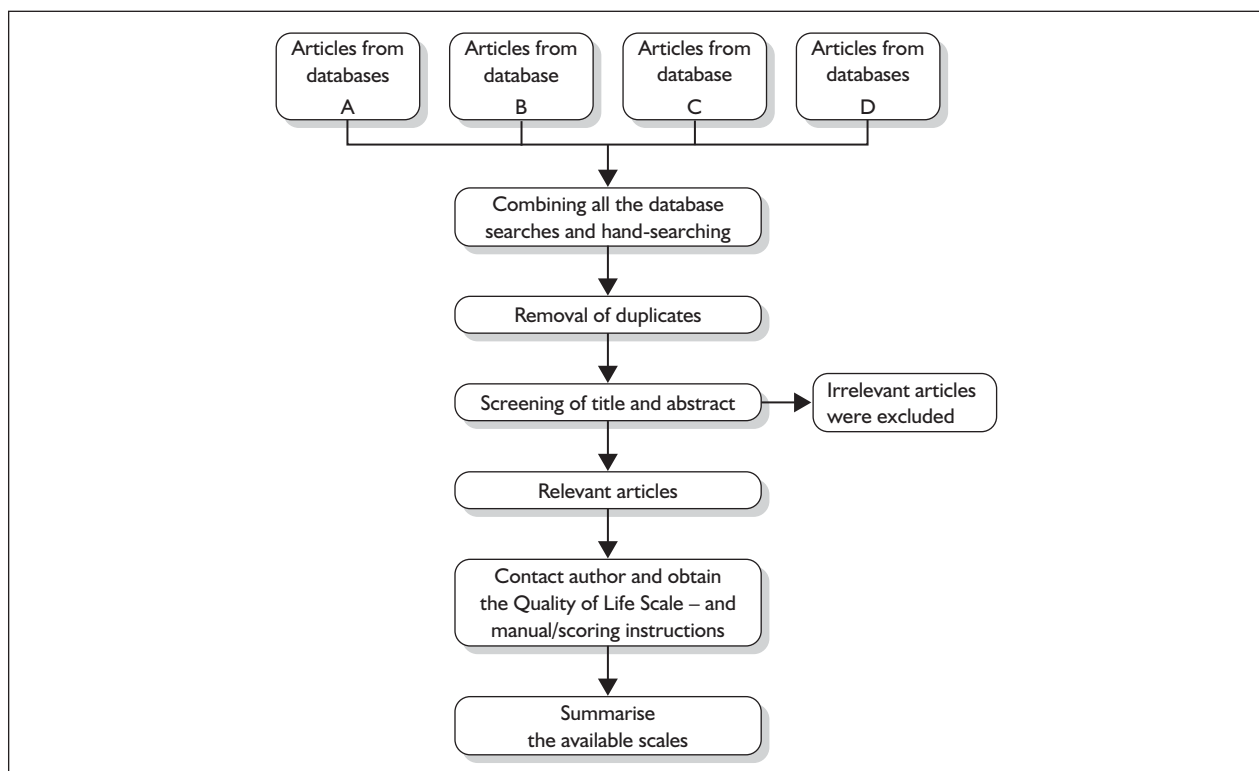 Articles from
databases
A
Articles from
database
B
Articles from
database
C
Articles from
databases
D
Combining all the database
searches and hand-searching
Removal of duplicates
Screening of title and abstract
Irrelevant articles
were excluded
Relevant articles
Contact author and obtain
the Quality of Life Scale – and
manual/scoring instructions
Summarise
the available scales